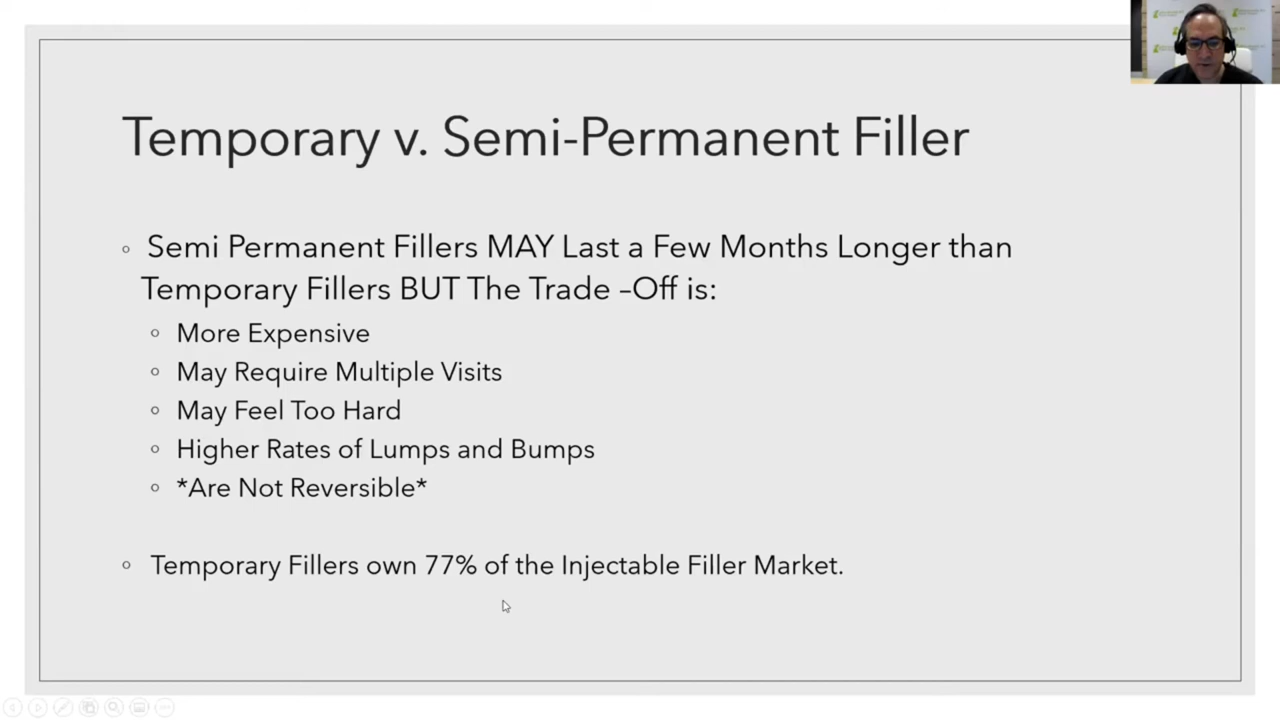 Temporary v. Semi-Permanent Filler
Semi Permanent Fillers MAY Last a Few Months Longer than
Temporary Fillers BUT The Trade –Off is:
More Expensive
May Require Multiple Visits
May Feel Too Hard
Higher Rates of Lumps and Bumps
*Are Not Reversible*
Temporary Fillers own 77% of the Injectable Filler Market.